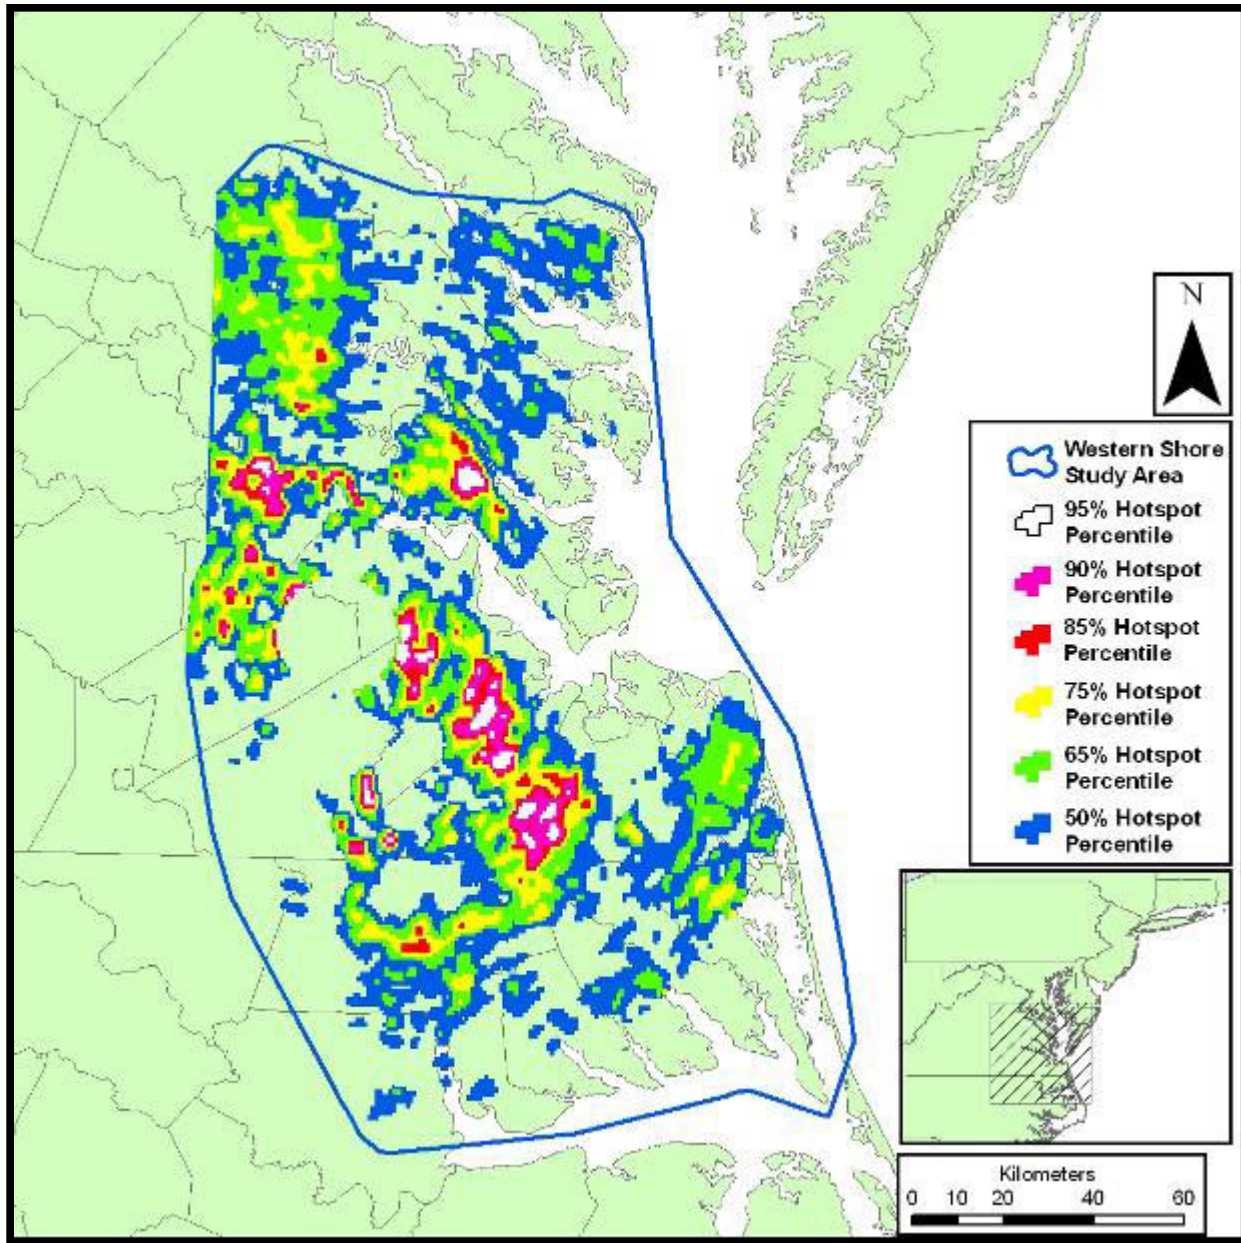 N
Western Shore
Study Area
95% Hotspot
Percentile
90% Hotspot
Percentile
85% Hotspot
Percentile
75% Hotspot
Percentile
65% Hotspot
Percentile
50% Hotspot
Percentile
Kilometers
0 10 20 40 60